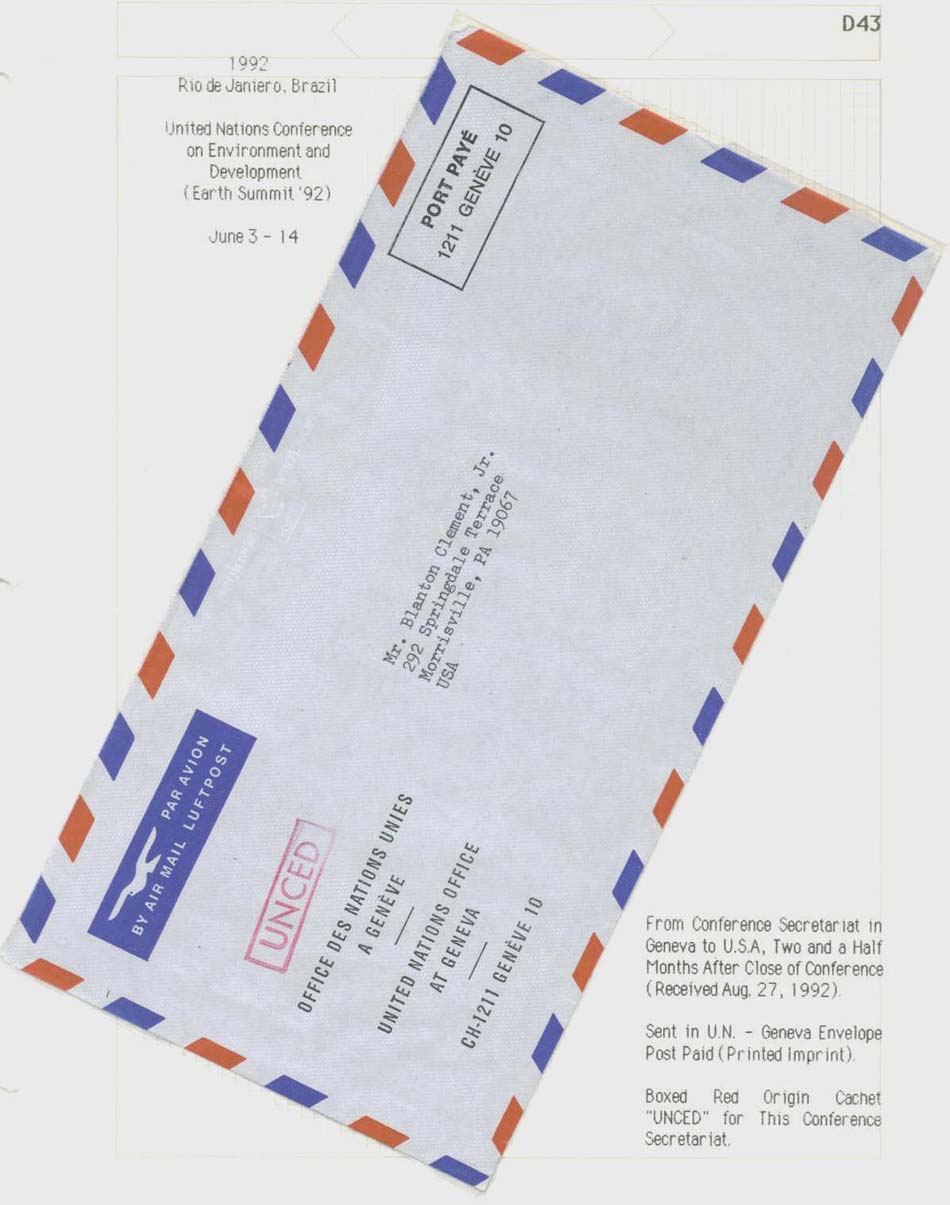 D43
1992
Rio de Janiero, Brazil
United Nations Conference
on Environment and
Development
(Earth Summit '92)
June 3 - 14
PORT PAYÉ
1211 GENÈVE 10
Mr. Blanton Clement, Jr.
292 Springdale Terrace
Morrisville, PA 19067
USA
PAR AVION
BY AIR MAIL LUFTPOST
UNCED
OFFICE DES NATIONS UNIES
A GENÈVE
UNITED NATIONS OFFICE
AT GENEVA
CH-1211 GENÈVE 10
From Conference Secretariat in
Geneva to U.S.A, Two and a Half
Months After Close of Conference
(Received Aug. 27, 1992).
Sent in U.N. - Geneva Envelope
Post Paid (Printed Imprint).
Boxed Red Origin Cachet
"UNCED" for This Conference
Secretariat.